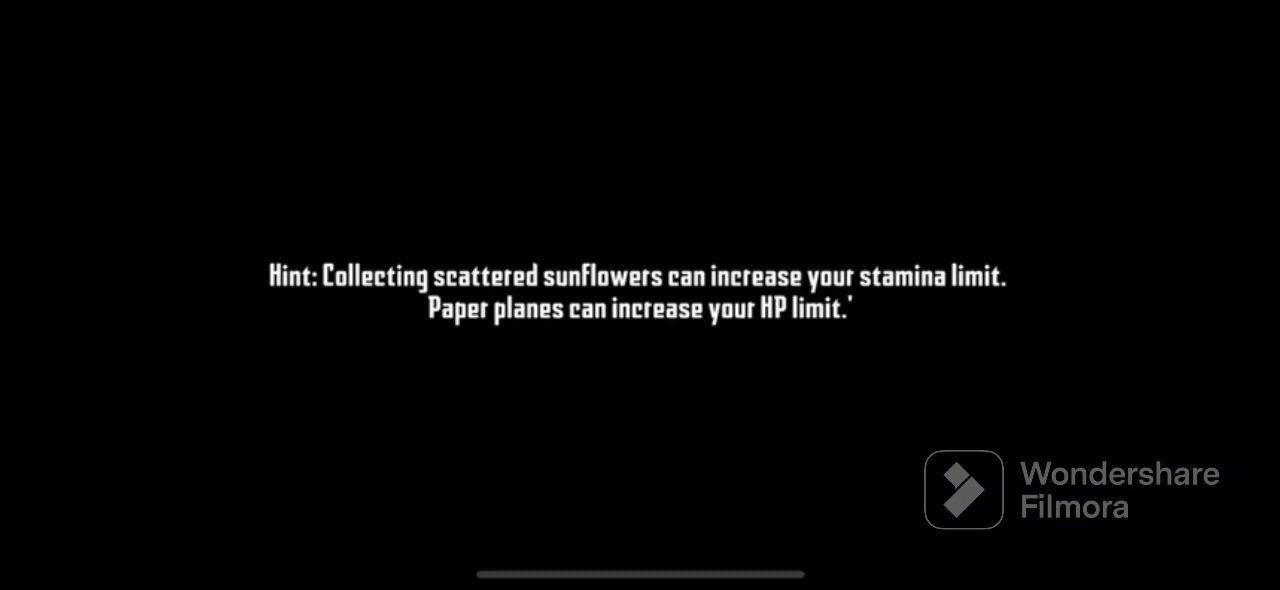 Hint: Collecting scattered sunflowers can increase your stamina limit.
Paper planes can increase your HP limit.'
Wondershare
Filmora